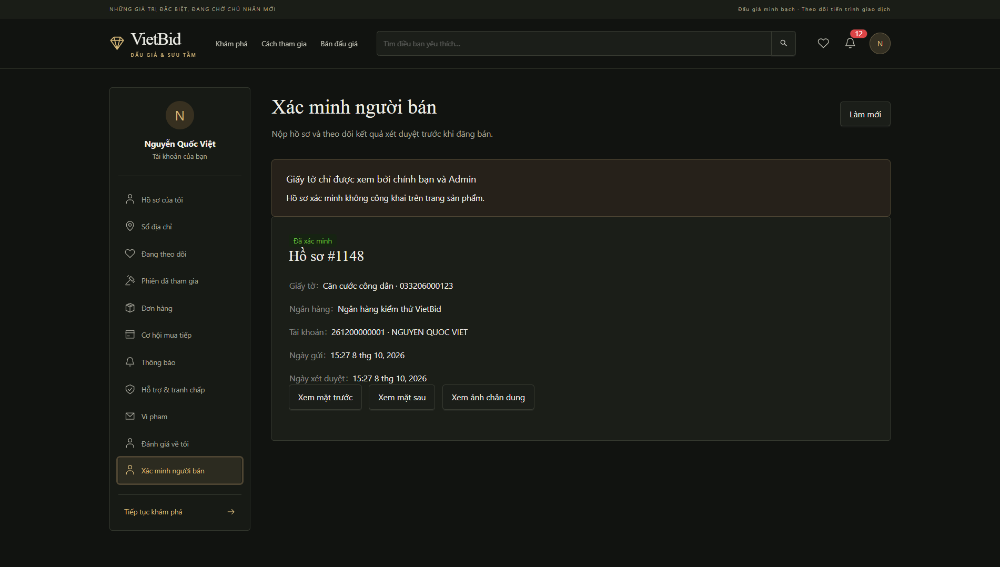 NHỮNG GIÁ TRỊ ĐẶC BIỆT, ĐANG CHỜ CHỦ NHÂN MỚI
Đấu giá minh bạch · Theo dõi tiến trình giao dịch
VietBid
ĐẤU GIÁ & SƯU TẦM
Khám phá
Cách tham gia
Bán đấu giá
Tìm điều bạn yêu thích...
12
N
N
Nguyễn Quốc Việt
Tài khoản của bạn
Hồ sơ của tôi
Sổ địa chỉ
Đang theo dõi
Phiên đã tham gia
Đơn hàng
Cơ hội mua tiếp
Thông báo
Hỗ trợ & tranh chấp
Vi phạm
Đánh giá về tôi
Xác minh người bán
Tiếp tục khám phá
Xác minh người bán
Nộp hồ sơ và theo dõi kết quả xét duyệt trước khi đăng bán.
Làm mới
Giấy tờ chỉ được xem bởi chính bạn và Admin
Hồ sơ xác minh không công khai trên trang sản phẩm.
Đã xác minh
Hồ sơ #1148
Giấy tờ: Căn cước công dân · 033206000123
Ngân hàng: Ngân hàng kiểm thử VietBid
Tài khoản: 261200000001 · NGUYEN QUOC VIET
Ngày gửi: 15:27 8 thg 10, 2026
Ngày xét duyệt: 15:27 8 thg 10, 2026
Xem mặt trước
Xem mặt sau
Xem ảnh chân dung